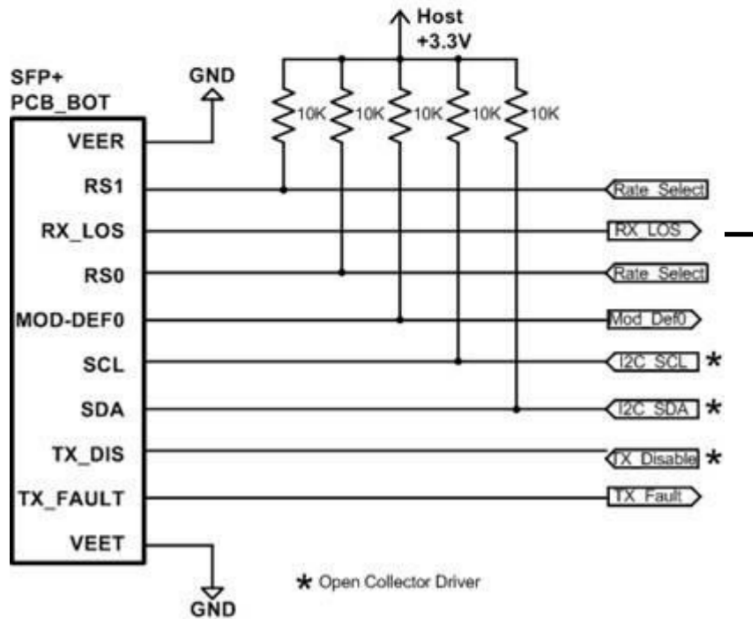 Host
+3.3V
SFP+
PCB_BOT
GND
10K 10K 10K 10K 10K
VEER
RS1 Rate_Select
RX_LOS RX_LOS
RS0 Rate_Select
MOD-DEF0 Mod_Def0
SCL I2C_SCL *
SDA I2C_SDA *
TX_DIS TX_Disable *
TX_FAULT TX_Fault
VEET
* Open Collector Driver
GND